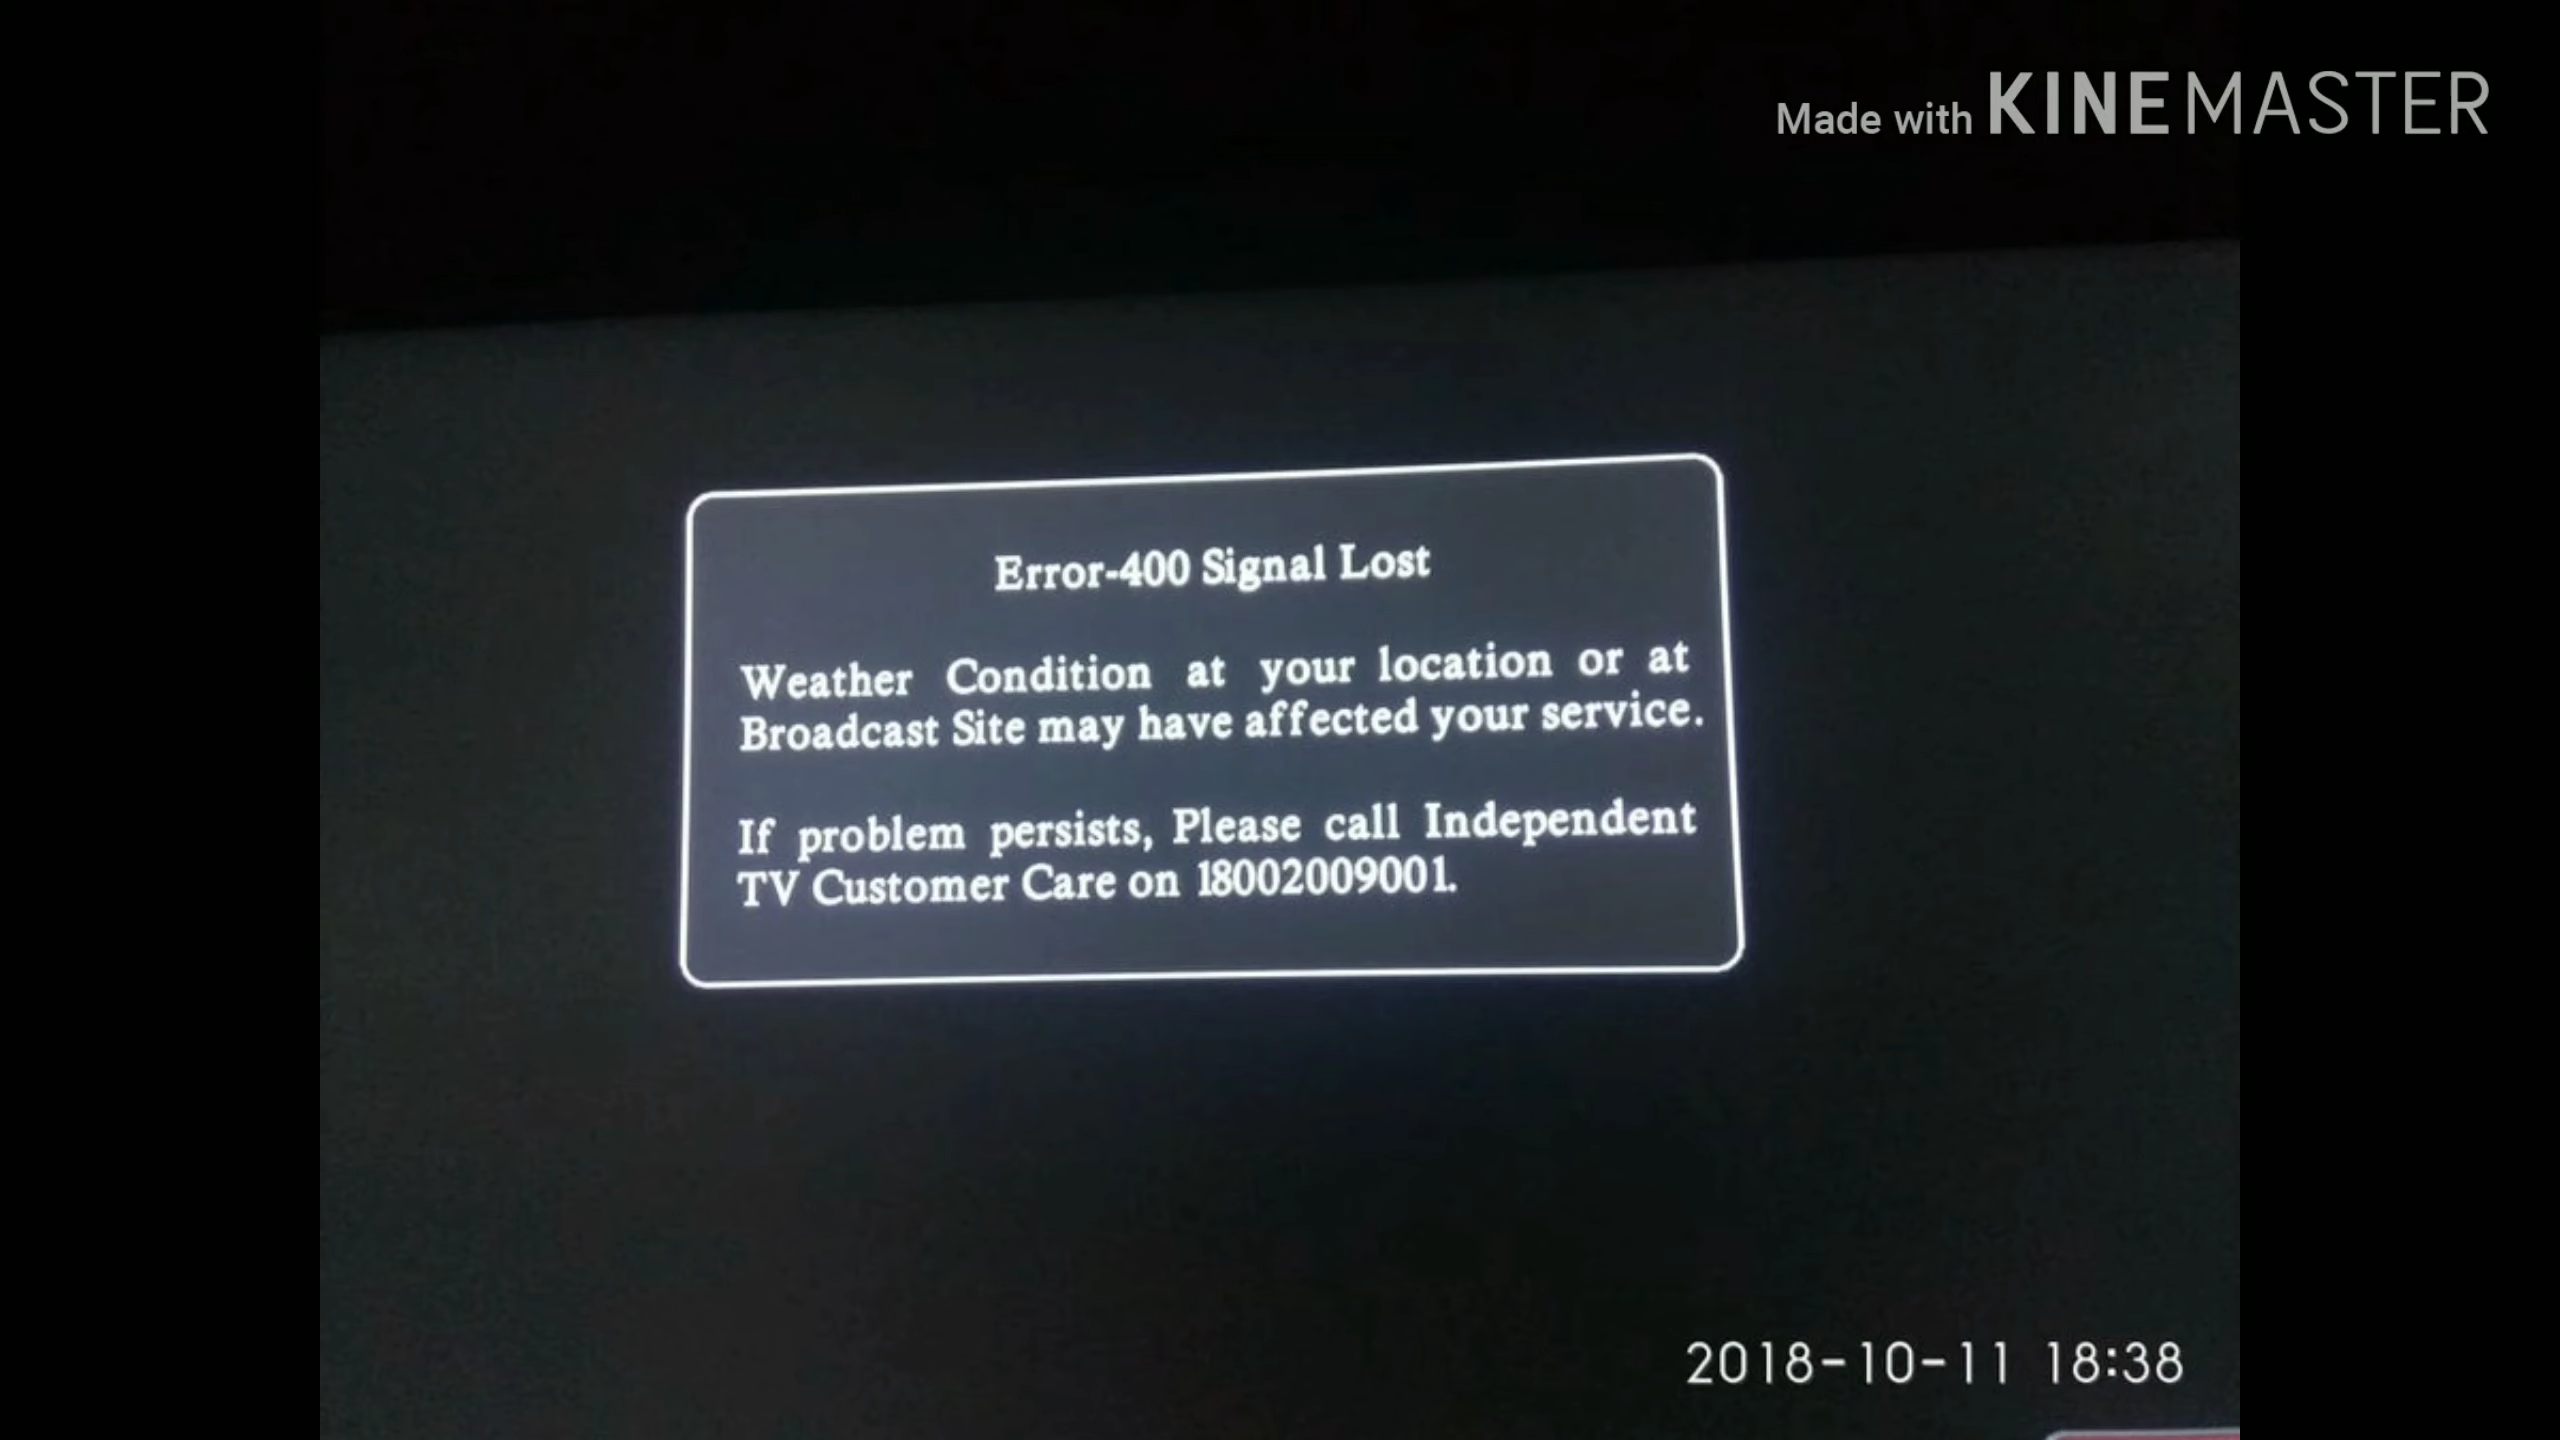 Made with KINEMASTER
Error-400 Signal Lost
Weather Condition at your location or at
Broadcast Site may have affected your service.
If problem persists, Please call Independent
TV Customer Care on 18002009001.
2018-10-11 18:38